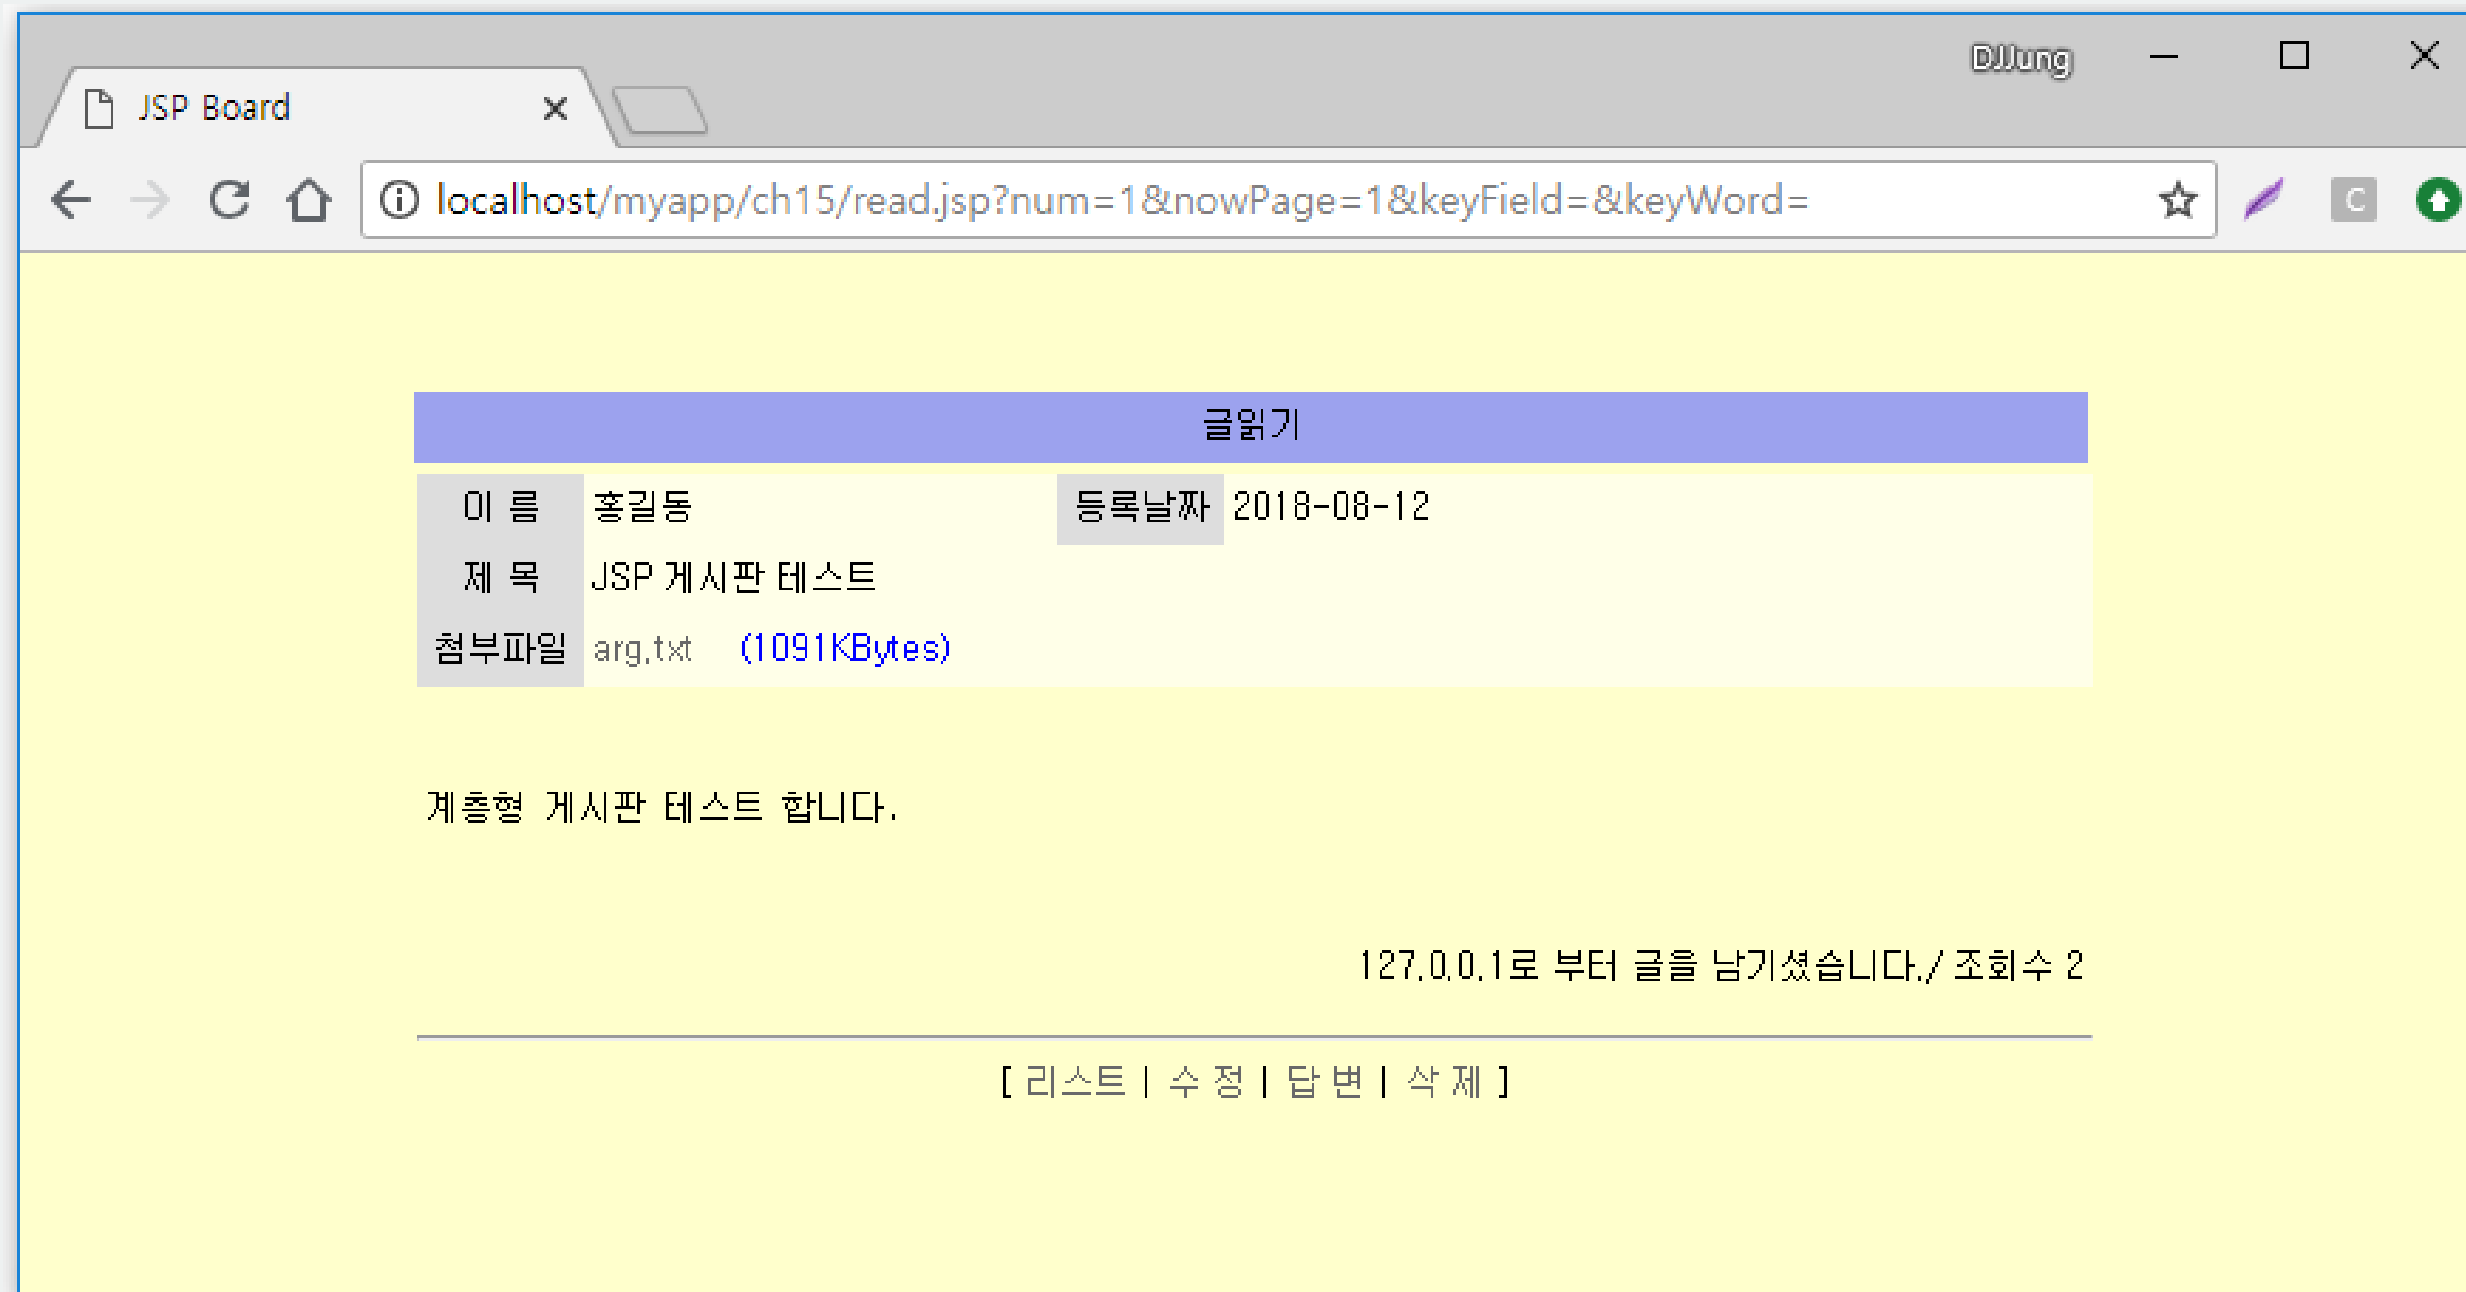 DJJung
JSP Board
localhost/myapp/ch15/read.jsp?num=1&nowPage=1&keyField=&keyWord=
C
글읽기
이 름 홍길동 등록날짜 2018-08-12
제 목 JSP 게시판 테스트
첨부파일 arg.txt (1091KBytes)
계층형 게시판 테스트 합니다.
127.0.0.1로 부터 글을 남기셨습니다./ 조회수 2
[ 리스트 | 수 정 | 답 변 | 삭 제 ]